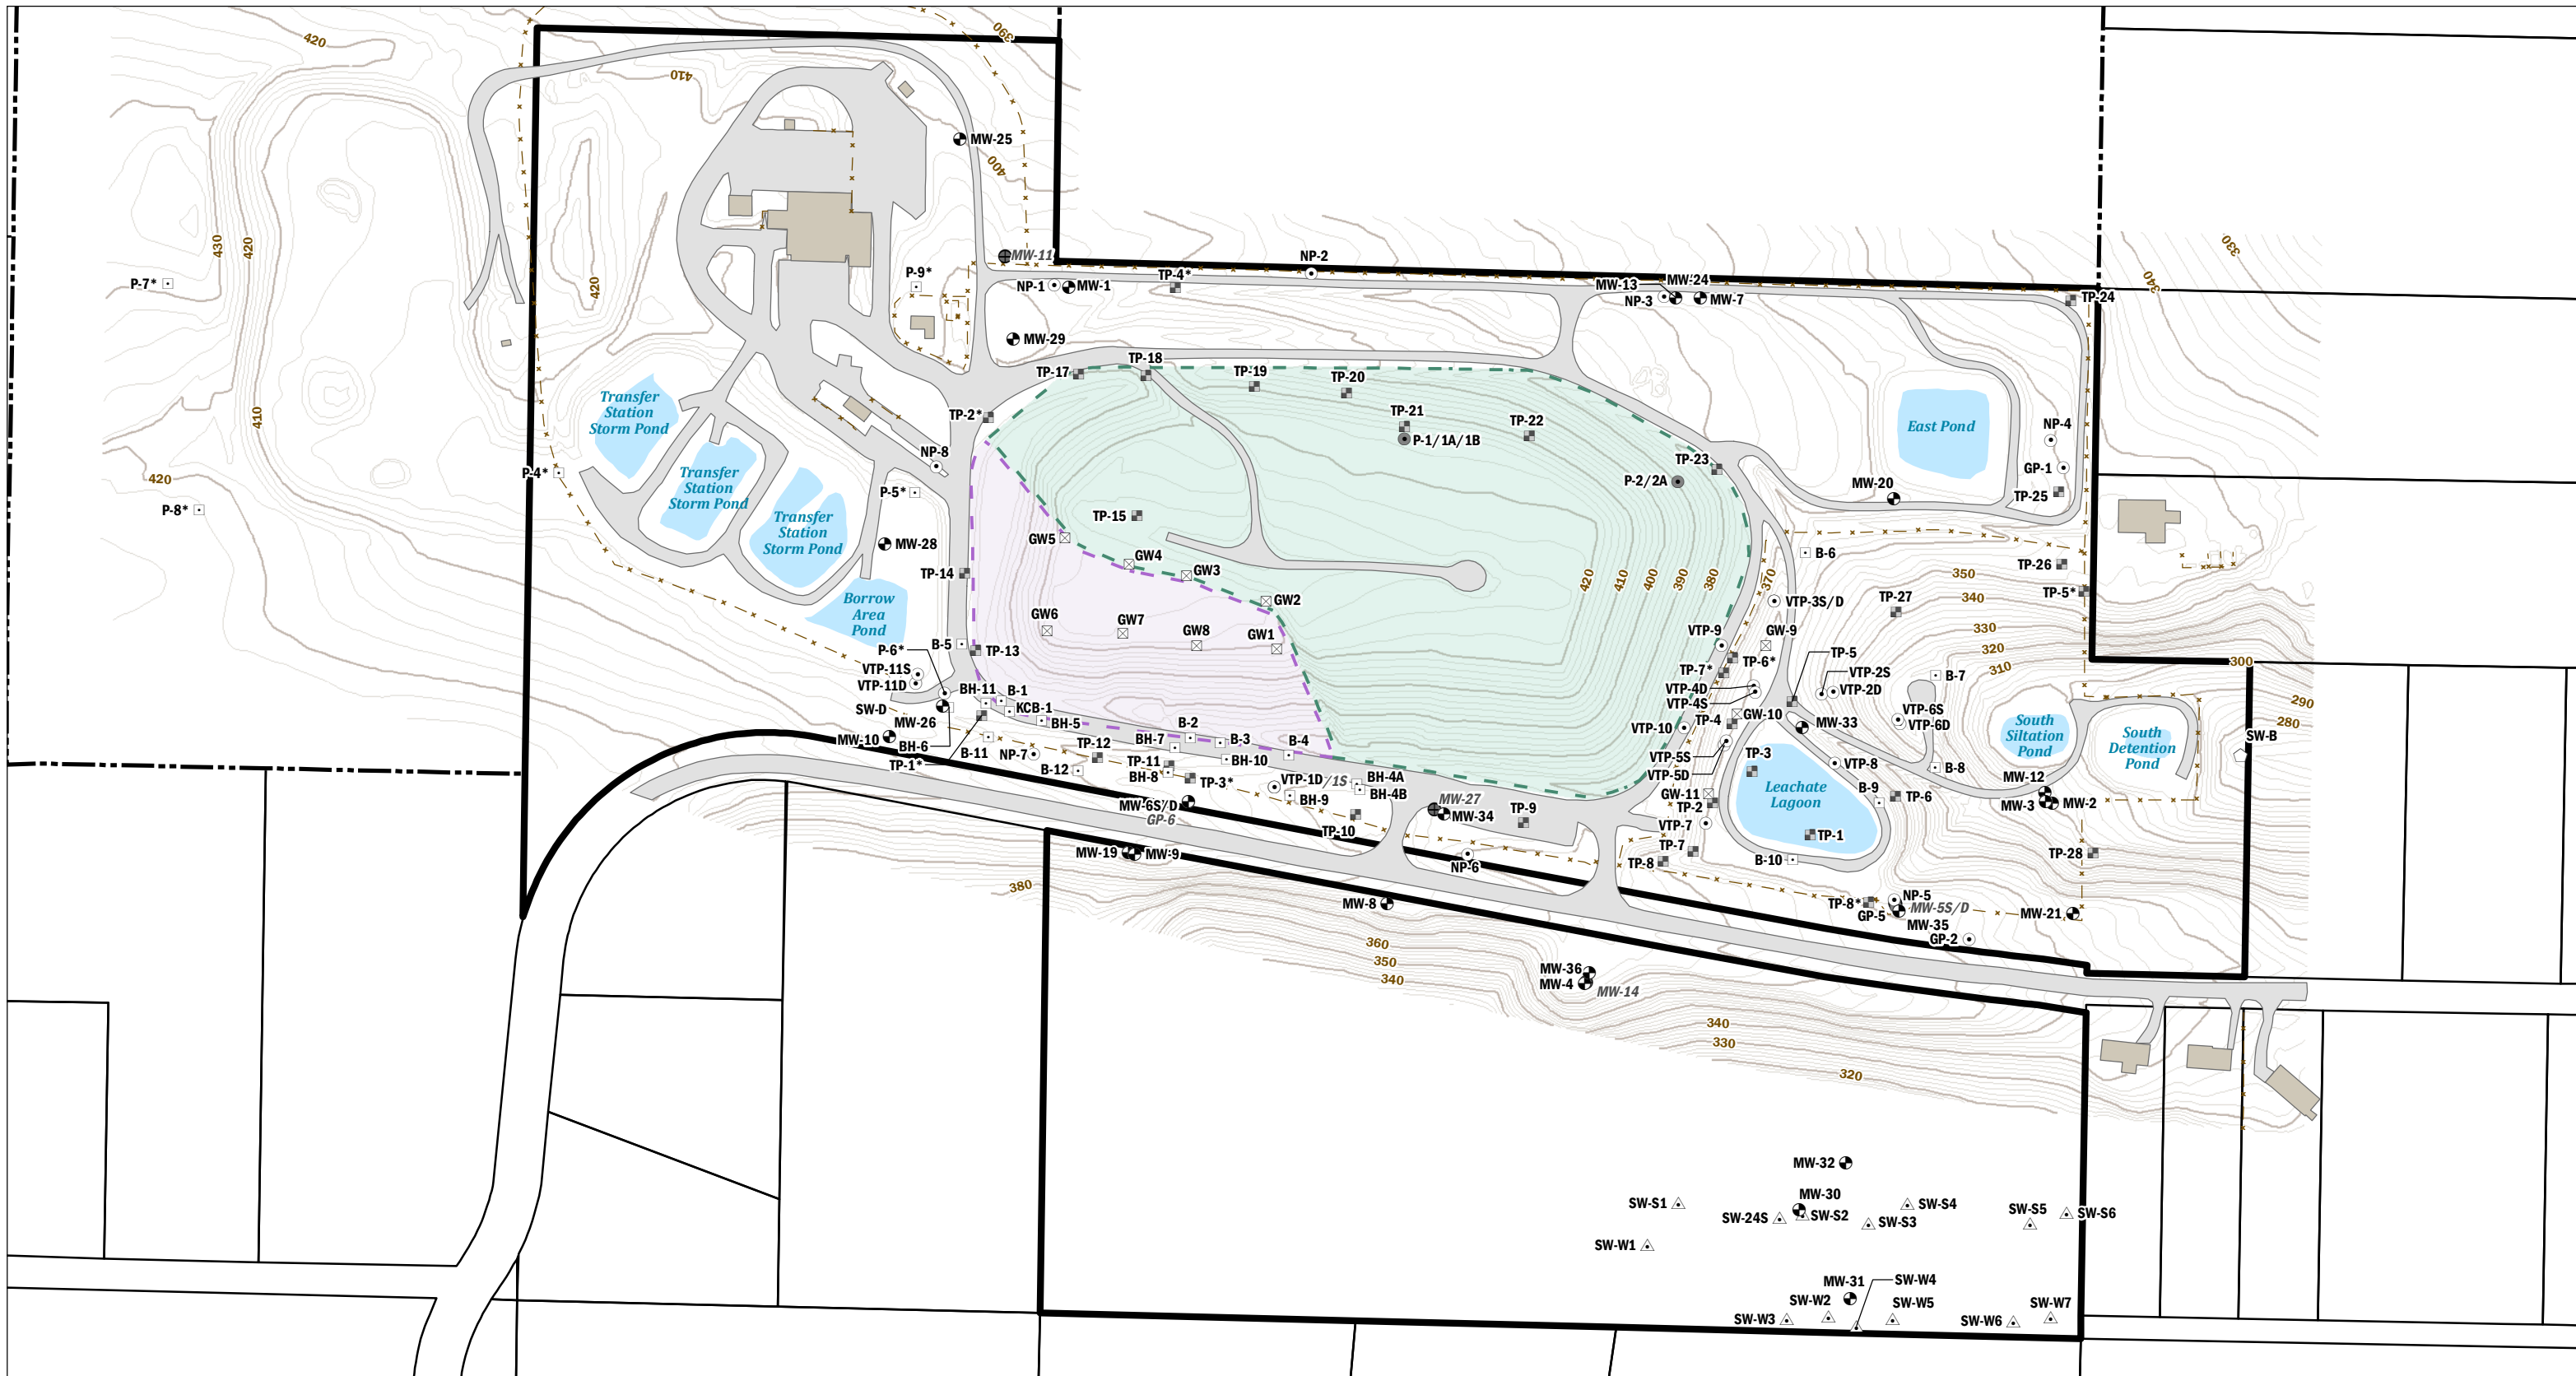 420
390
410
MW-25
400
430
420
420
MW-11
NP-2
330
P-7*
P-9*
TP-4*
NP-1
MW-1
MW-13
MW-24
NP-3
MW-7
340
TP-24
MW-29
TP-18
TP-17
TP-19
TP-20
Transfer
Station
Storm Pond
410
TP-2*
TP-21
P-1/1A/1B
TP-22
East Pond
NP-4
NP-8
TP-23
GP-1
420
P-4*
Transfer
Station
Storm Pond
P-5*
P-2/2A
MW-20
TP-25
P-8*
Transfer
Station
Storm Pond
TP-15
GW5
MW-28
B-6
GW4
TP-26
TP-14
GW3
420
410
400
390
380
370
350
TP-5*
Borrow
Area
Pond
GW2
VTP-3S/D
TP-27
340
GW6
GW7
GW8
GW1
330
B-5
P-6*
TP-13
VTP-9
GW-9
320
TP-5
310
300
VTP-11S
VTP-11D
TP-7*
TP-6*
VTP-2S
VTP-2D
B-7
BH-11
B-1
VTP-4D
VTP-4S
290
SW-D
KCB-1
GW-10
VTP-6S
VTP-6D
280
MW-26
BH-5
B-2
TP-4
MW-33
South
Siltation
Pond
South
Detention
Pond
SW-B
MW-10
BH-6
B-11
NP-7
BH-7
B-3
B-4
VTP-10
TP-12
BH-10
VTP-5S
VTP-5D
TP-3
VTP-8
B-8
TP-1*
B-12
TP-11
BH-8
TP-3*
VTP-1D
/1S
BH-4A
BH-4B
BH-9
Leachate
Lagoon
B-9
TP-6
MW-12
MW-3
MW-2
MW-6S/D
GP-6
MW-27
MW-34
TP-9
GW-11
TP-2
TP-10
VTP-7
TP-1
MW-19
MW-9
NP-6
TP-7
TP-8
B-10
TP-28
380
MW-8
TP-8*
NP-5
MW-5S/D
GP-5
MW-35
MW-21
GP-2
360
350
340
MW-36
MW-4
MW-14
340
330
320
MW-32
SW-S1
MW-30
SW-24S
SW-S2
SW-S3
SW-S4
SW-S5
SW-S6
SW-W1
MW-31
SW-W4
SW-W2
SW-W3
SW-W5
SW-W6
SW-W7